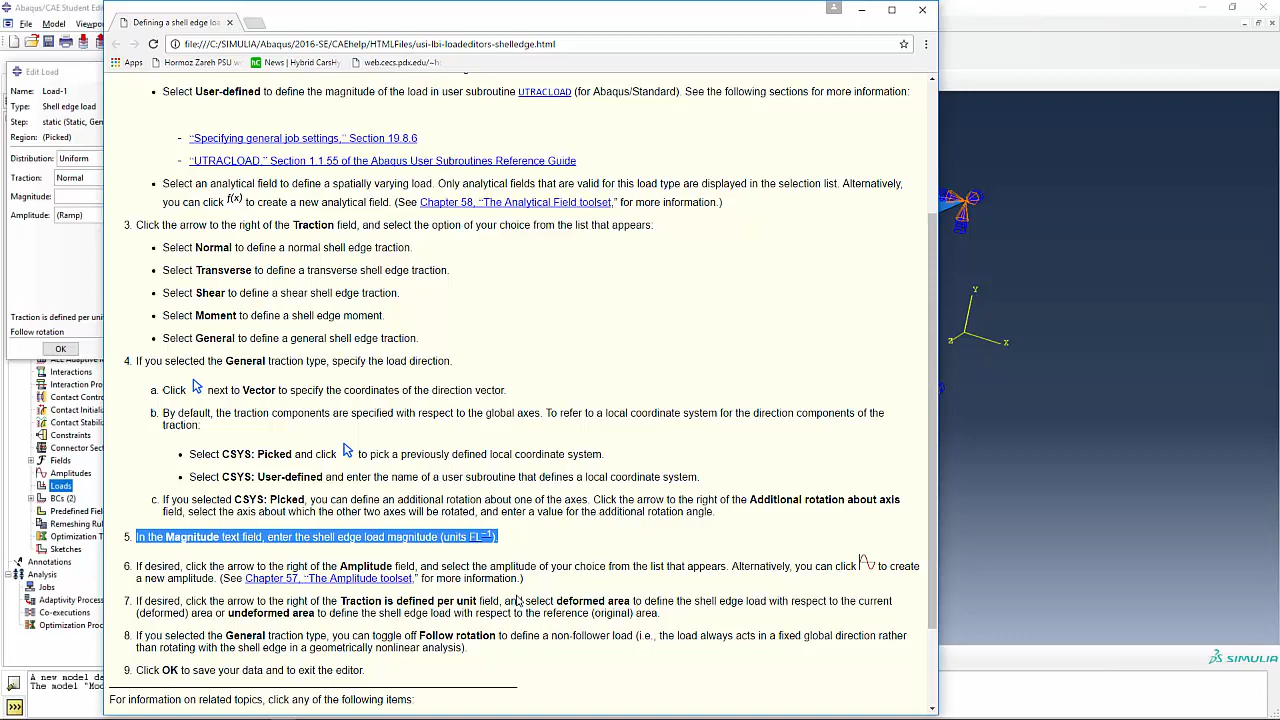 Abaqus/CAE Student Edi
File Model Viewpor
Defining a shell edge loa
file:///C:/SIMULIA/Abaqus/2016-SE/CAEhelp/HTMLFiles/usi-lbi-loadeditors-shelledge.html
Apps Hormoz Zareh PSU w News | Hybrid CarsHy web.cecs.pdx.edu/~h
Edit Load
Name: Load-1
Type: Shell edge load
Step: static (Static, Gen
Region: (Picked)
Distribution: Uniform
Traction: Normal
Magnitude:
Amplitude: (Ramp)
Traction is defined per unit
Follow rotation
OK
ALE Adaptive
Interactions
Interaction Pro
Contact Contro
Contact Initializ
Contact Stabiliz
Constraints
Connector Sect
Fields
Amplitudes
Loads
BCs (2)
Predefined Field
Remeshing Rul
Sketches
Annotations
Analysis
Jobs
Adaptivity Proc
Co-executions
Optimization Proc
• Select User-defined to define the magnitude of the load in user subroutine UTRACLOAD (for Abaqus/Standard). See the following sections for more information:
- “Specifying general job settings,” Section 19.8.6
- “UTRACLOAD,” Section 1.1.55 of the Abaqus User Subroutines Reference Guide
• Select an analytical field to define a spatially varying load. Only analytical fields that are valid for this load type are displayed in the selection list. Alternatively,
you can click f(x) to create a new analytical field. (See Chapter 58, “The Analytical Field toolset,” for more information.)
3. Click the arrow to the right of the Traction field, and select the option of your choice from the list that appears:
• Select Normal to define a normal shell edge traction.
• Select Transverse to define a transverse shell edge traction.
• Select Shear to define a shear shell edge traction.
• Select Moment to define a shell edge moment.
• Select General to define a general shell edge traction.
4. If you selected the General traction type, specify the load direction.
a. Click next to Vector to specify the coordinates of the direction vector.
b. By default, the traction components are specified with respect to the global axes. To refer to a local coordinate system for the direction components of the
traction:
• Select CSYS: Picked and click to pick a previously defined local coordinate system.
• Select CSYS: User-defined and enter the name of a user subroutine that defines a local coordinate system.
c. If you selected CSYS: Picked, you can define an additional rotation about one of the axes. Click the arrow to the right of the Additional rotation about axis
field, select the axis about which the other two axes will be rotated, and enter a value for the additional rotation angle.
5. In the Magnitude text field, enter the shell edge load magnitude (units FL⁻¹).
6. If desired, click the arrow to the right of the Amplitude field, and select the amplitude of your choice from the list that appears. Alternatively, you can click to create
a new amplitude. (See Chapter 57, “The Amplitude toolset,” for more information.)
7. If desired, click the arrow to the right of the Traction is defined per unit field, and select deformed area to define the shell edge load with respect to the current
(deformed) area or undeformed area to define the shell edge load with respect to the reference (original) area.
8. If you selected the General traction type, you can toggle off Follow rotation to define a non-follower load (i.e., the load always acts in a fixed global direction rather
than rotating with the shell edge in a geometrically nonlinear analysis).
9. Click OK to save your data and to exit the editor.
For information on related topics, click any of the following items:
Y
Z X
SIMULIA
A new model da
The model "Mod
>>>